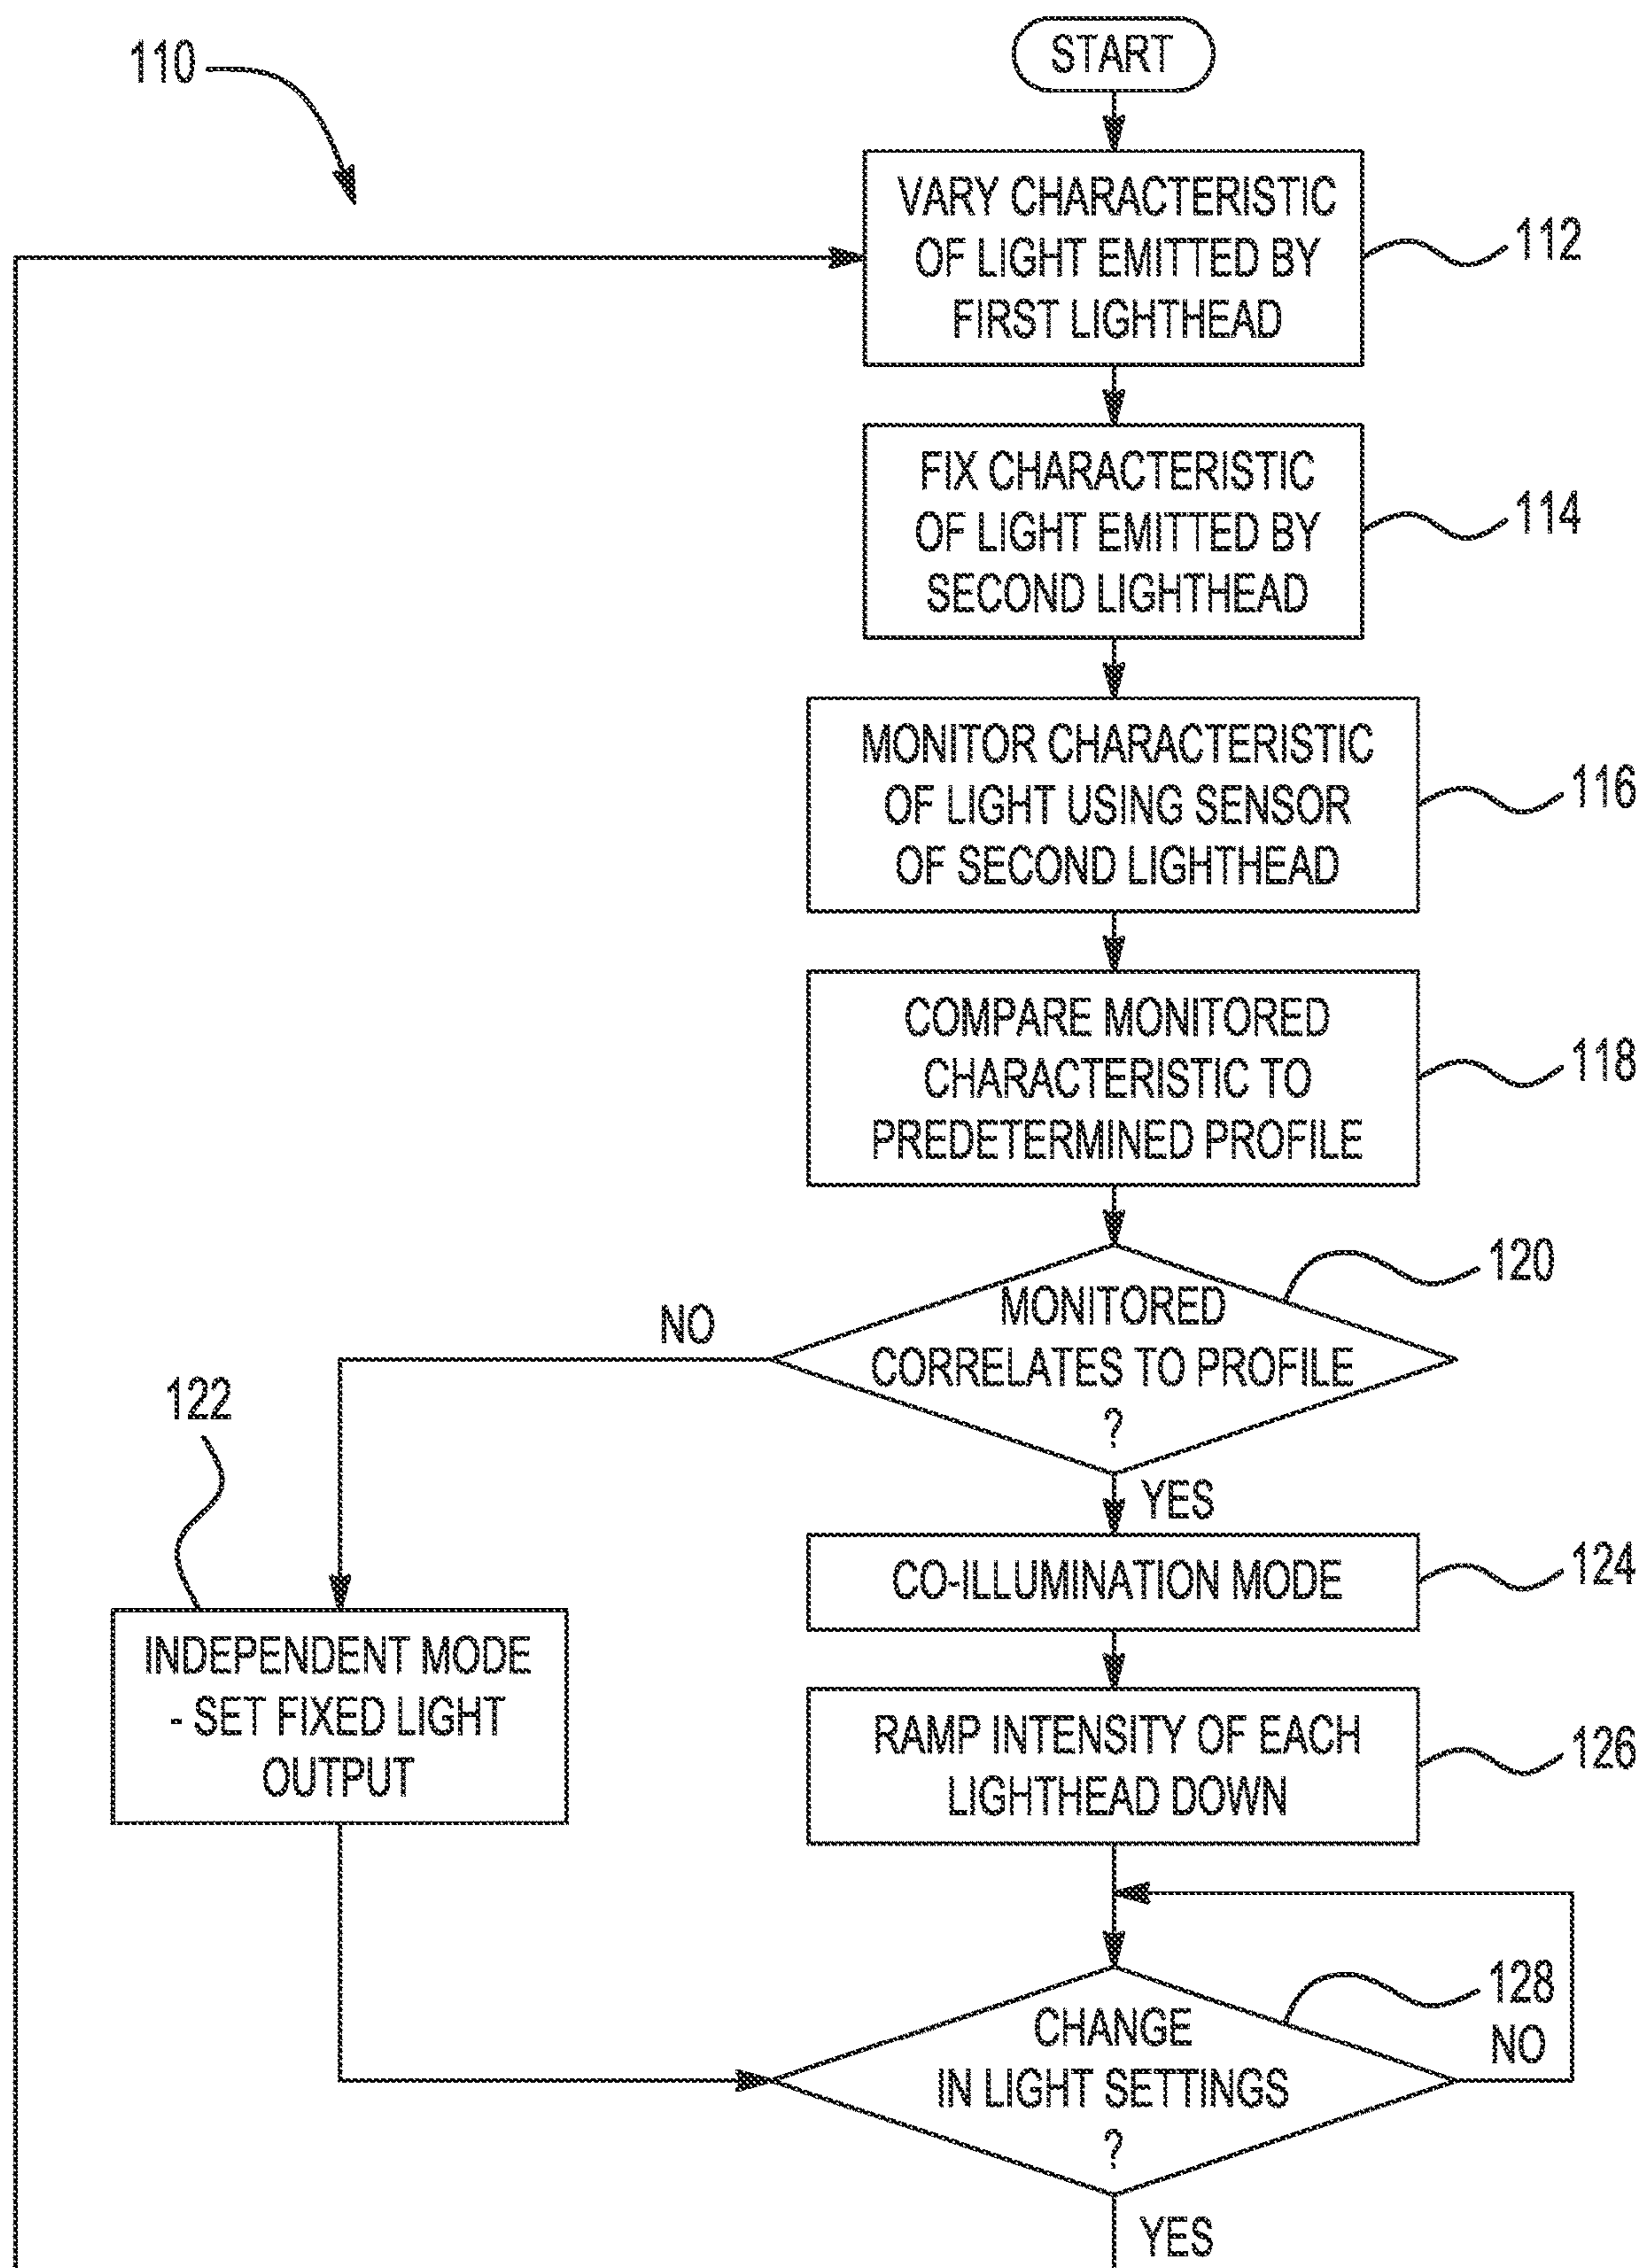 110
START
VARY CHARACTERISTIC
OF LIGHT EMITTED BY
FIRST LIGHTHEAD
112
FIX CHARACTERISTIC
OF LIGHT EMITTED BY
SECOND LIGHTHEAD
114
MONITOR CHARACTERISTIC
OF LIGHT USING SENSOR
OF SECOND LIGHTHEAD
116
COMPARE MONITORED
CHARACTERISTIC TO
PREDETERMINED PROFILE
118
MONITORED
CORRELATES TO PROFILE
?
120
NO
122
INDEPENDENT MODE
- SET FIXED LIGHT
OUTPUT
YES
CO-ILLUMINATION MODE
124
RAMP INTENSITY OF EACH
LIGHTHEAD DOWN
126
CHANGE
IN LIGHT SETTINGS
?
128
NO
YES